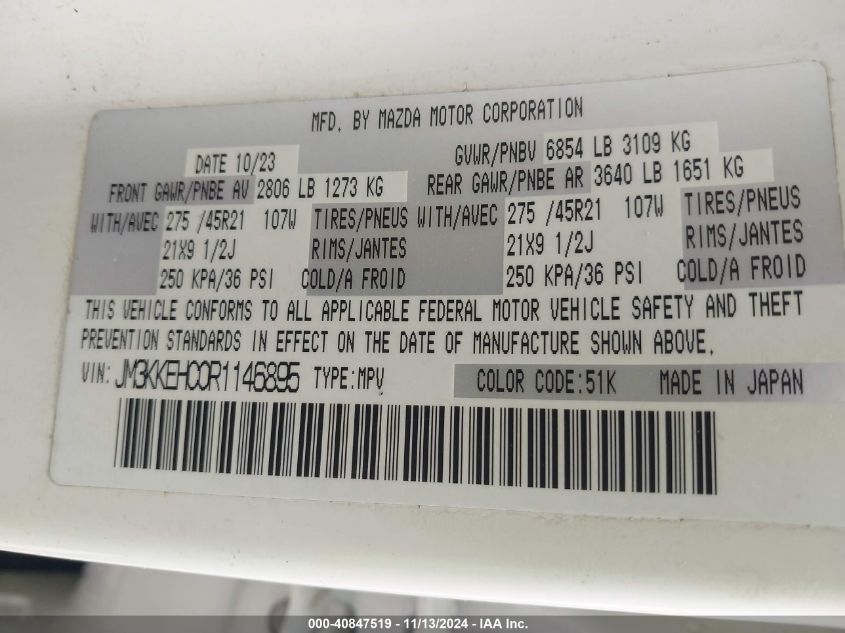 MFD. BY MAZDA MOTOR CORPORATION
DATE 10/23 GVWR/PNBV 6854 LB 3109 KG
FRONT GAWR/PNBE AV 2806 LB 1273 KG REAR GAWR/PNBE AR 3640 LB 1651 KG
WITH/AVEC 275 /45R21 107W TIRES/PNEUS WITH/AVEC 275 /45R21 107W TIRES/PNEUS
21X9 1/2J RIMS/JANTES 21X9 1/2J RIMS/JANTES
250 KPA/36 PSI COLD/A FROID 250 KPA/36 PSI COLD/A FROID
THIS VEHICLE CONFORMS TO ALL APPLICABLE FEDERAL MOTOR VEHICLE SAFETY AND THEFT
PREVENTION STANDARDS IN EFFECT ON THE DATE OF MANUFACTURE SHOWN ABOVE.
VIN: JM3KKEHC0R1146895 TYPE:MPV COLOR CODE:51K MADE IN JAPAN
000-40847519 - 11/13/2024 - IAA Inc.